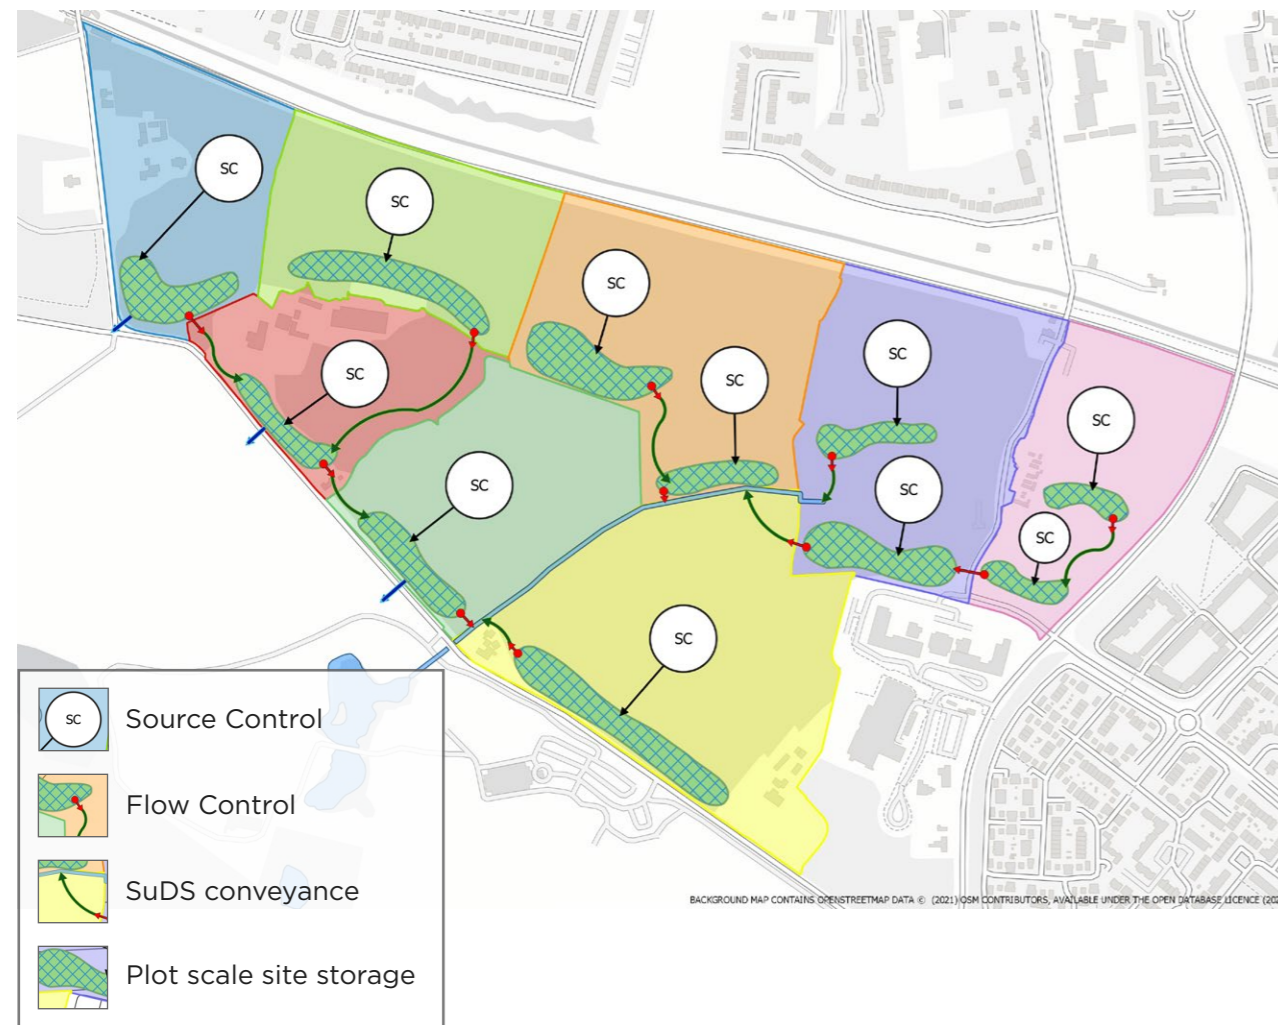 SC
SC
SC
SC
SC
SC
SC
SC
SC
SC
SC
BACKGROUND MAP CONTAINS OPENSTREETMAP DATA © (2021) OSM CONTRIBUTORS, AVAILABLE UNDER THE OPEN DATABASE LICENCE (202
SC
Source Control
Flow Control
SuDS conveyance
Plot scale site storage